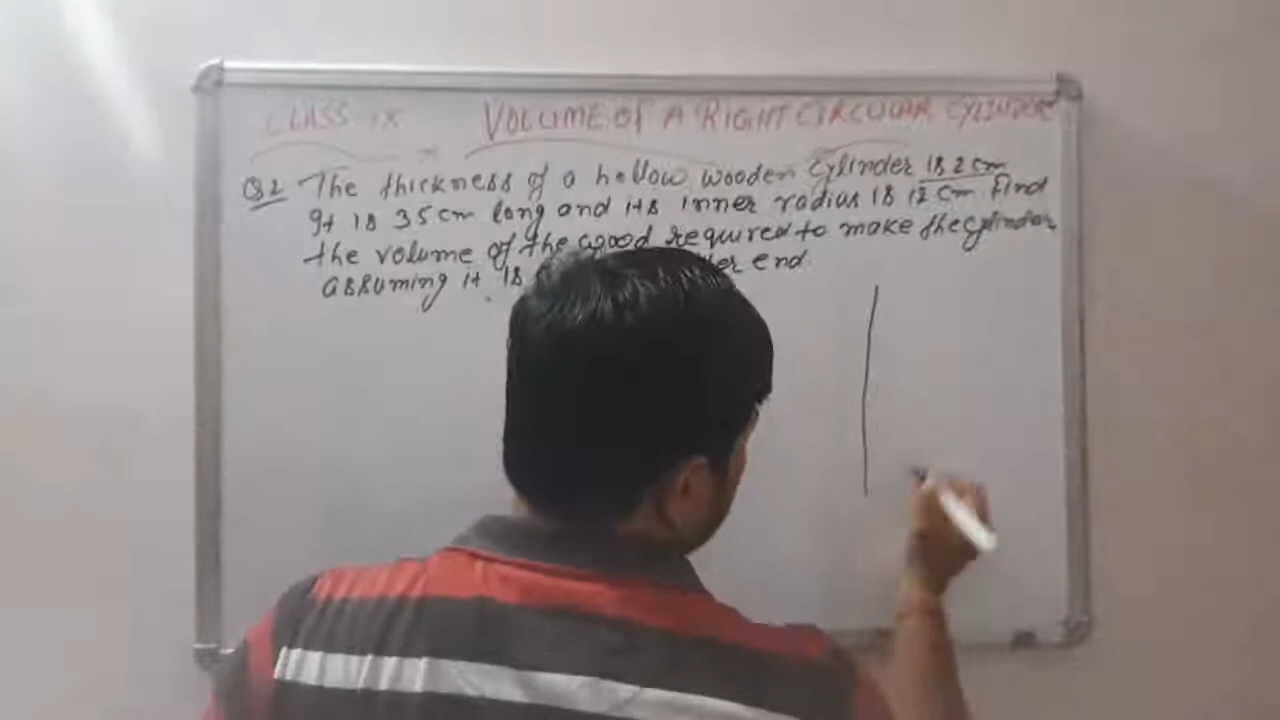 CLASS IX VOLUME OF A RIGHT CIRCULAR CYLINDER
Q2 The thickness of a hollow wooden cylinder is 2 cm
It is 35 cm long and its inner radius is 12 cm Find
the volume of the wood required to make the cylinder
assuming it is end.